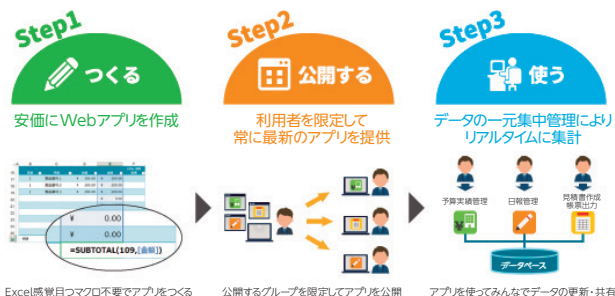 Step1
つくる
安価にWebアプリを作成
¥ 0.00
¥ 0.00
=SUBTOTAL(109,[金額])
Excel感覚且つマクロ不要でアプリをつくる
Step2
公開する
利用者を限定して
常に最新のアプリを提供
公開するグループを限定してアプリを公開
Step3
使う
データの一元集中管理により
リアルタイムに集計
予算実績管理
日報管理
見積書作成
帳票出力
データベース
アプリを使ってみんなでデータの更新・共有